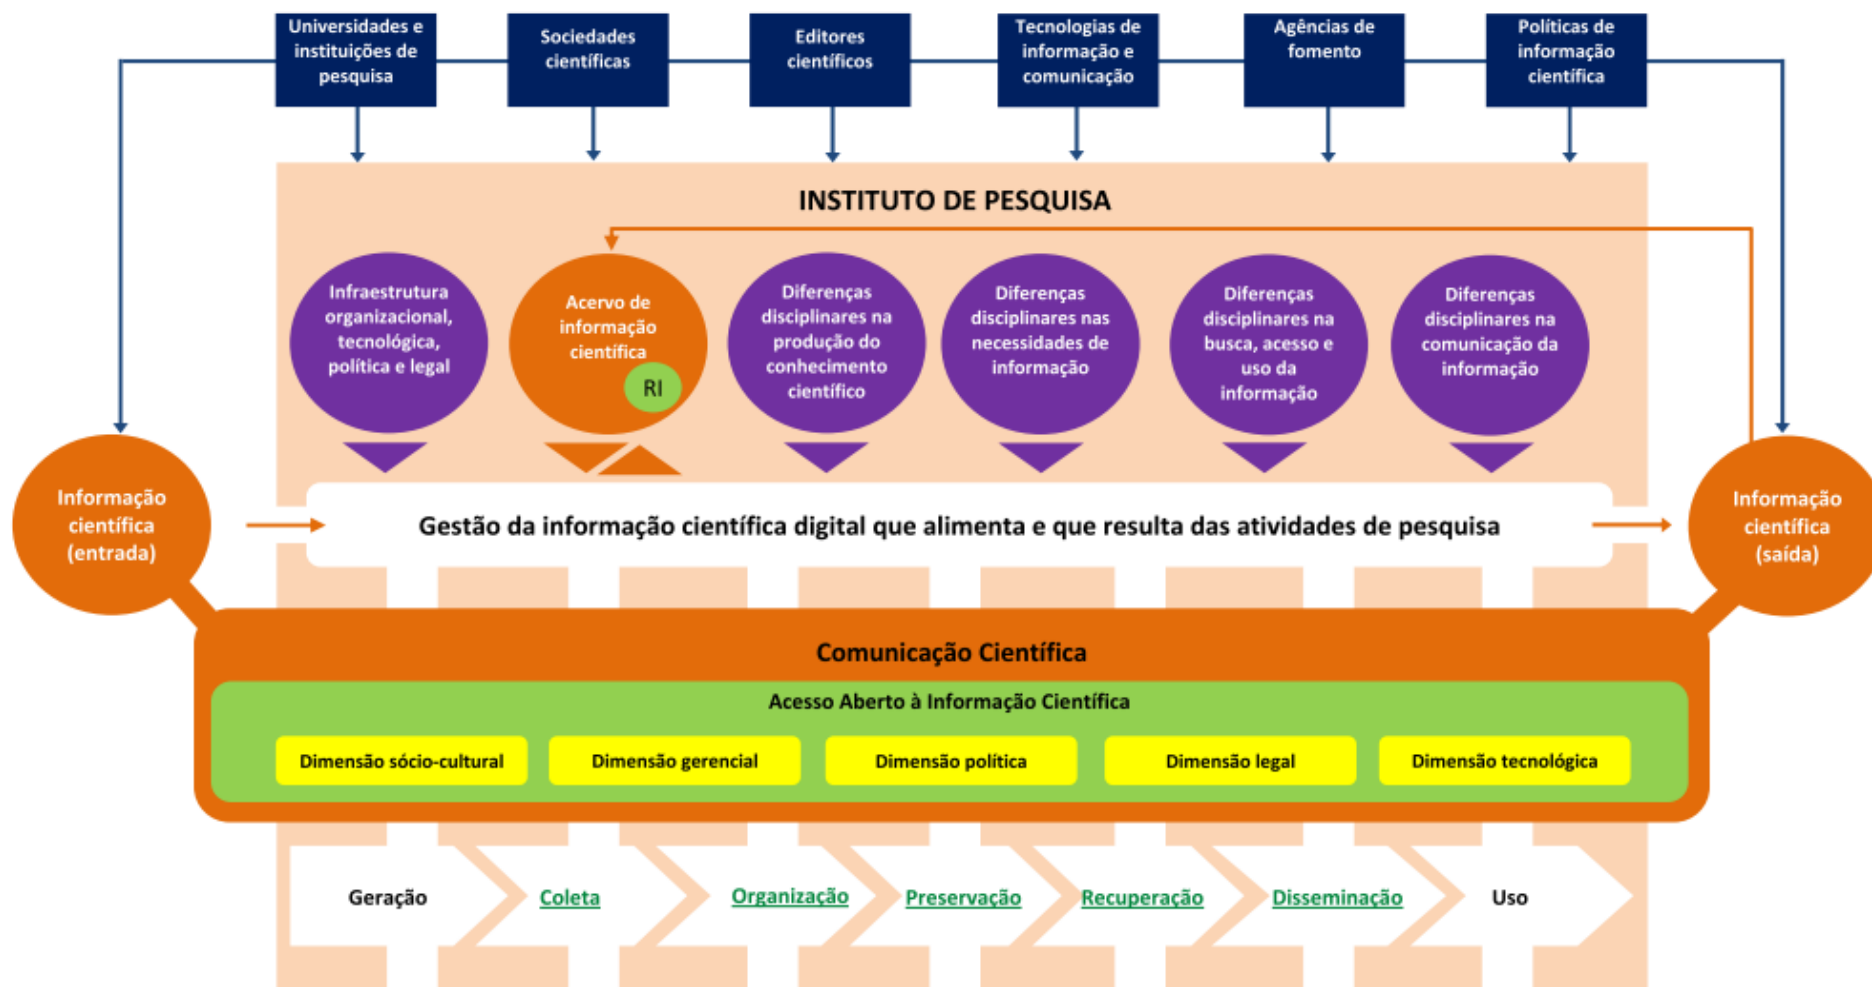 Universidades e
instituições de
pesquisa
Sociedades
científicas
Editores
científicos
Tecnologias de
informação e
comunicação
Agências de
fomento
Políticas de
informação
científica
INSTITUTO DE PESQUISA
Infraestrutura
organizacional,
tecnológica,
política e legal
Acervo de
informação
científica
RI
Diferenças
disciplinares na
produção do
conhecimento
científico
Diferenças
disciplinares nas
necessidades de
informação
Diferenças
disciplinares na
busca, acesso e
uso da
informação
Diferenças
disciplinares na
comunicação da
informação
Informação
científica
(entrada)
Gestão da informação científica digital que alimenta e que resulta das atividades de pesquisa
Informação
científica
(saída)
Comunicação Científica
Acesso Aberto à Informação Científica
Dimensão sócio-cultural
Dimensão gerencial
Dimensão política
Dimensão legal
Dimensão tecnológica
Geração
Coleta
Organização
Preservação
Recuperação
Disseminação
Uso